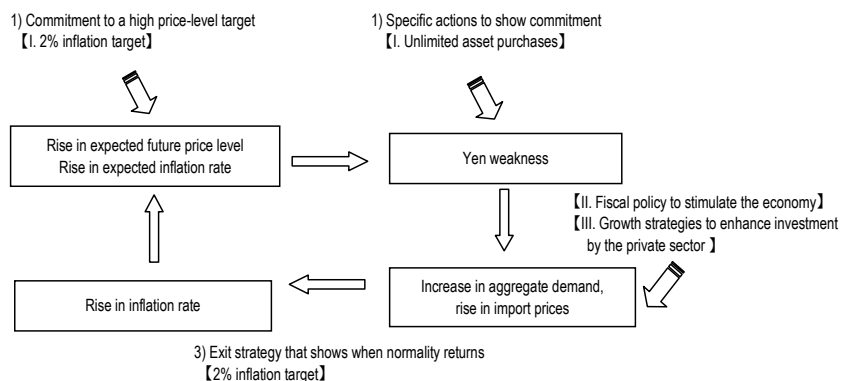 1) Commitment to a high price-level target
【I. 2% inflation target】
1) Specific actions to show commitment
【I. Unlimited asset purchases】
Rise in expected future price level
Rise in expected inflation rate
Yen weakness
【II. Fiscal policy to stimulate the economy】
【III. Growth strategies to enhance investment
by the private sector 】
Rise in inflation rate
Increase in aggregate demand,
rise in import prices
3) Exit strategy that shows when normality returns
【2% inflation target】